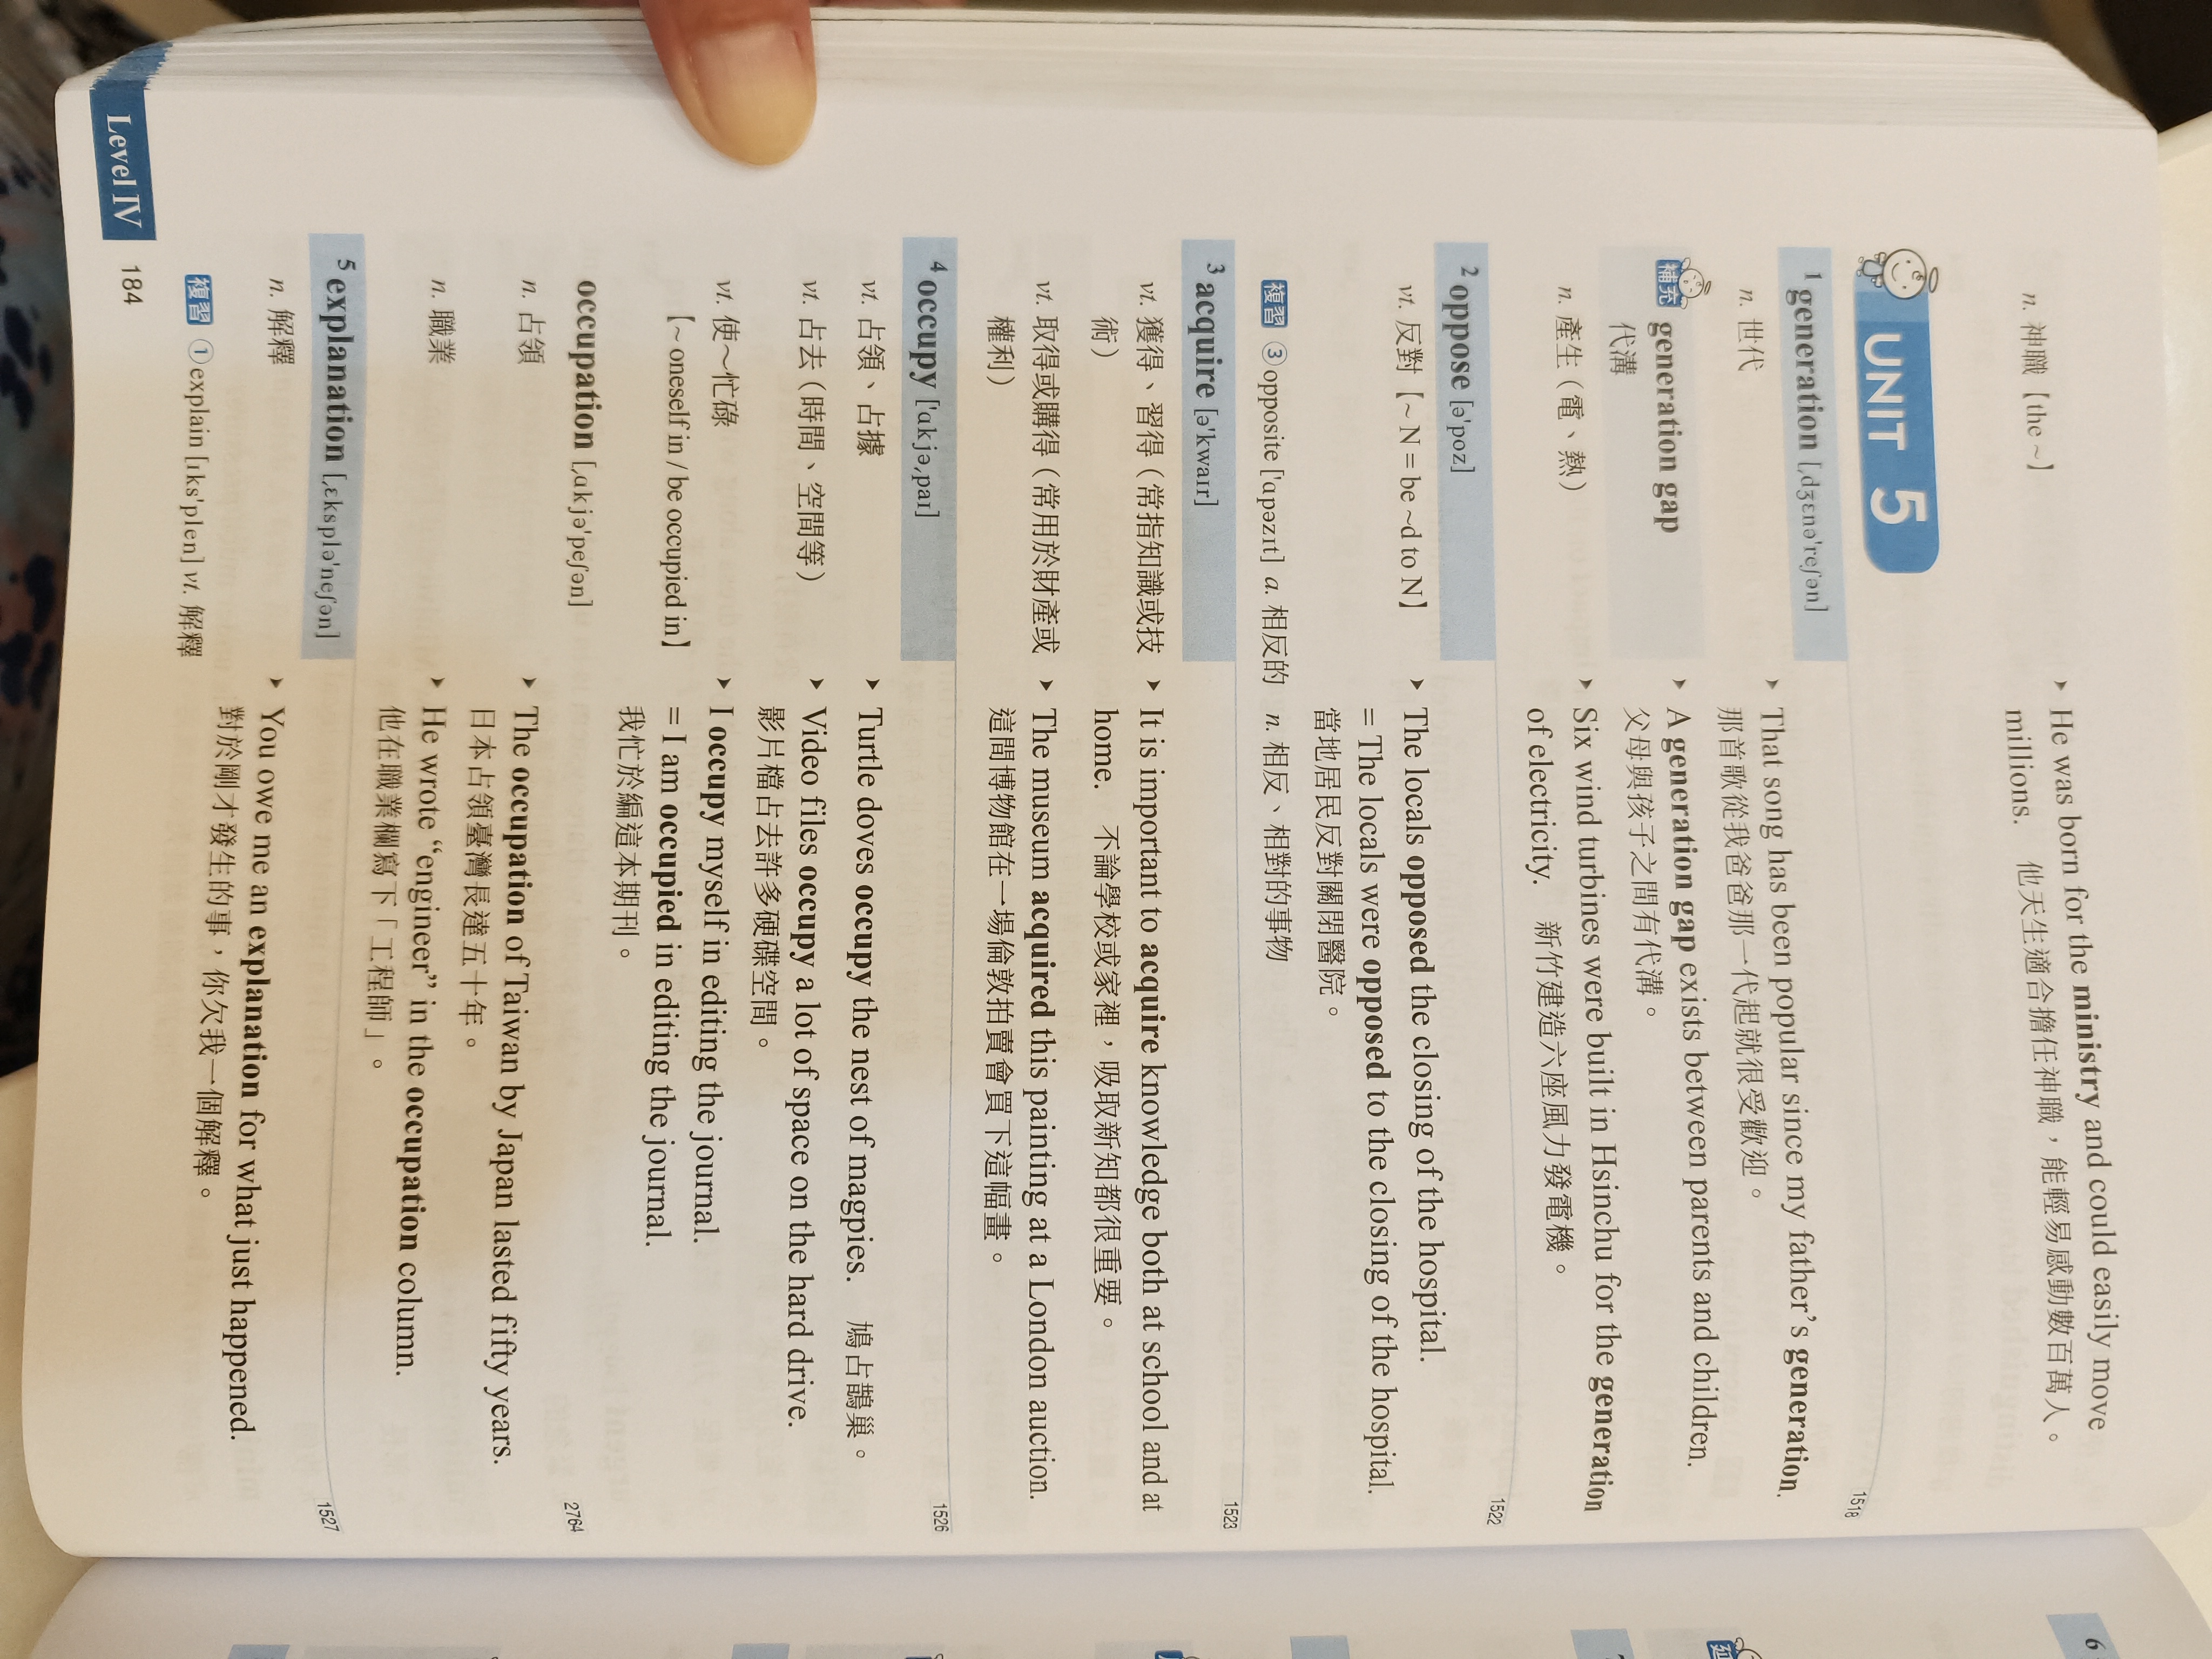 n. 神職【the ~】
➤ He was born for the ministry and could easily move
millions. 他天生適合擔任神職，能輕易感動數百萬人。
UNIT 5
1 generation [ˌdʒɛnəˈreʃən]
1518
n. 世代
➤ That song has been popular since my father's generation.
那首歌從我爸爸那一代起就很受歡迎。
補充 generation gap
代溝
➤ A generation gap exists between parents and children.
父母與孩子之間有代溝。
n. 產生（電、熱）
➤ Six wind turbines were built in Hsinchu for the generation
of electricity. 新竹建造六座風力發電機。
2 oppose [əˈpoz]
1522
vt. 反對【~ N = be ~d to N】
➤ The locals opposed the closing of the hospital.
= The locals were opposed to the closing of the hospital.
當地居民反對關閉醫院。
複習 ③opposite [ˈɑpəzɪt] a. 相反的 n. 相反、相對的事物
3 acquire [əˈkwaɪr]
1523
vt. 獲得、習得（常指知識或技
術）
➤ It is important to acquire knowledge both at school and at
home. 不論學校或家裡，吸取新知都很重要。
vt. 取得或購得（常用於財產或
權利）
➤ The museum acquired this painting at a London auction.
這間博物館在一場倫敦拍賣會買下這幅畫。
4 occupy [ˈɑkjəˌpaɪ]
1526
vt. 占領、占據
➤ Turtle doves occupy the nest of magpies. 鳩占鵲巢。
vt. 占去（時間、空間等）
➤ Video files occupy a lot of space on the hard drive.
影片檔占去許多硬碟空間。
vt. 使～忙碌
【~ oneself in / be occupied in】
➤ I occupy myself in editing the journal.
= I am occupied in editing the journal.
我忙於編這本期刊。
occupation [ˌɑkjəˈpeʃən]
2764
n. 占領
➤ The occupation of Taiwan by Japan lasted fifty years.
日本占領臺灣長達五十年。
n. 職業
➤ He wrote “engineer” in the occupation column.
他在職業欄寫下「工程師」。
5 explanation [ˌɛkspləˈneʃən]
1527
n. 解釋
➤ You owe me an explanation for what just happened.
對於剛才發生的事，你欠我一個解釋。
複習 ①explain [ɪksˈplen] vt. 解釋
Level IV
184
6